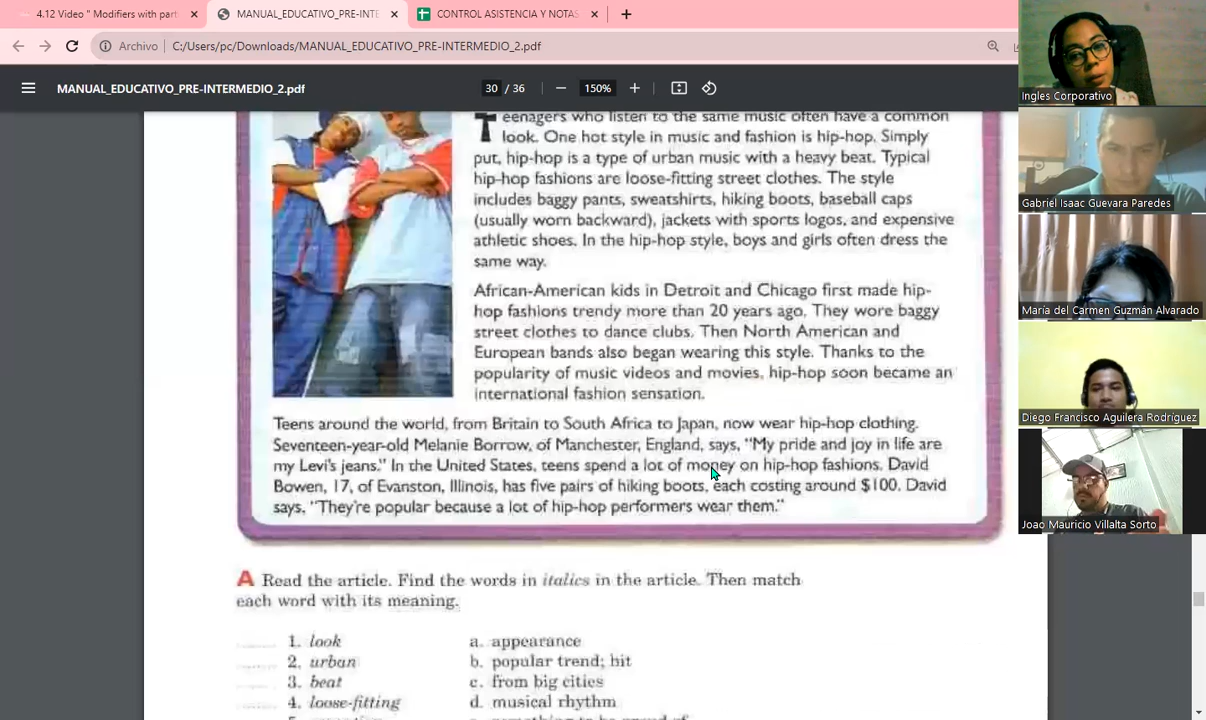 4.12 Video " Modifiers with part
MANUAL_EDUCATIVO_PRE-INTE
CONTROL ASISTENCIA Y NOTAS
Archivo
C:/Users/pc/Downloads/MANUAL_EDUCATIVO_PRE-INTERMEDIO_2.pdf
MANUAL_EDUCATIVO_PRE-INTERMEDIO_2.pdf
30 / 36
150%
Teenagers who listen to the same music often have a common
look. One hot style in music and fashion is hip-hop. Simply
put, hip-hop is a type of urban music with a heavy beat. Typical
hip-hop fashions are loose-fitting street clothes. The style
includes baggy pants, sweatshirts, hiking boots, baseball caps
(usually worn backward), jackets with sports logos, and expensive
athletic shoes. In the hip-hop style, boys and girls often dress the
same way.
African-American kids in Detroit and Chicago first made hip-
hop fashions trendy more than 20 years ago. They wore baggy
street clothes to dance clubs. Then North American and
European bands also began wearing this style. Thanks to the
popularity of music videos and movies, hip-hop soon became an
international fashion sensation.
Teens around the world, from Britain to South Africa to Japan, now wear hip-hop clothing.
Seventeen-year-old Melanie Borrow, of Manchester, England, says, "My pride and joy in life are
my Levi's jeans." In the United States, teens spend a lot of money on hip-hop fashions. David
Bowen, 17, of Evanston, Illinois, has five pairs of hiking boots, each costing around $100. David
says, "They're popular because a lot of hip-hop performers wear them."
A Read the article. Find the words in italics in the article. Then match
each word with its meaning.
1. look a. appearance
2. urban b. popular trend; hit
3. beat c. from big cities
4. loose-fitting d. musical rhythm
Ingles Corporativo
Gabriel Isaac Guevara Paredes
María del Carmen Guzmán Alvarado
Diego Francisco Aguilera Rodríguez
Joao Mauricio Villalta Sorto